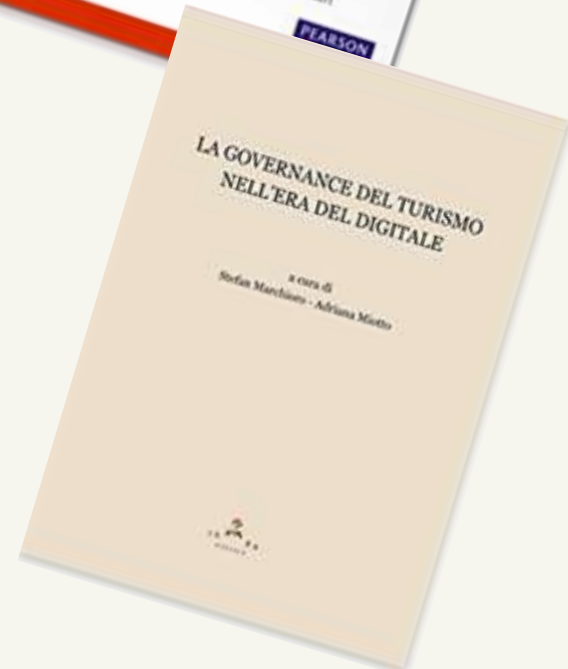 PEARSON
LA GOVERNANCE DEL TURISMO
NELL'ERA DEL DIGITALE
a cura di
Stefan Marchioro - Adriana Miotto